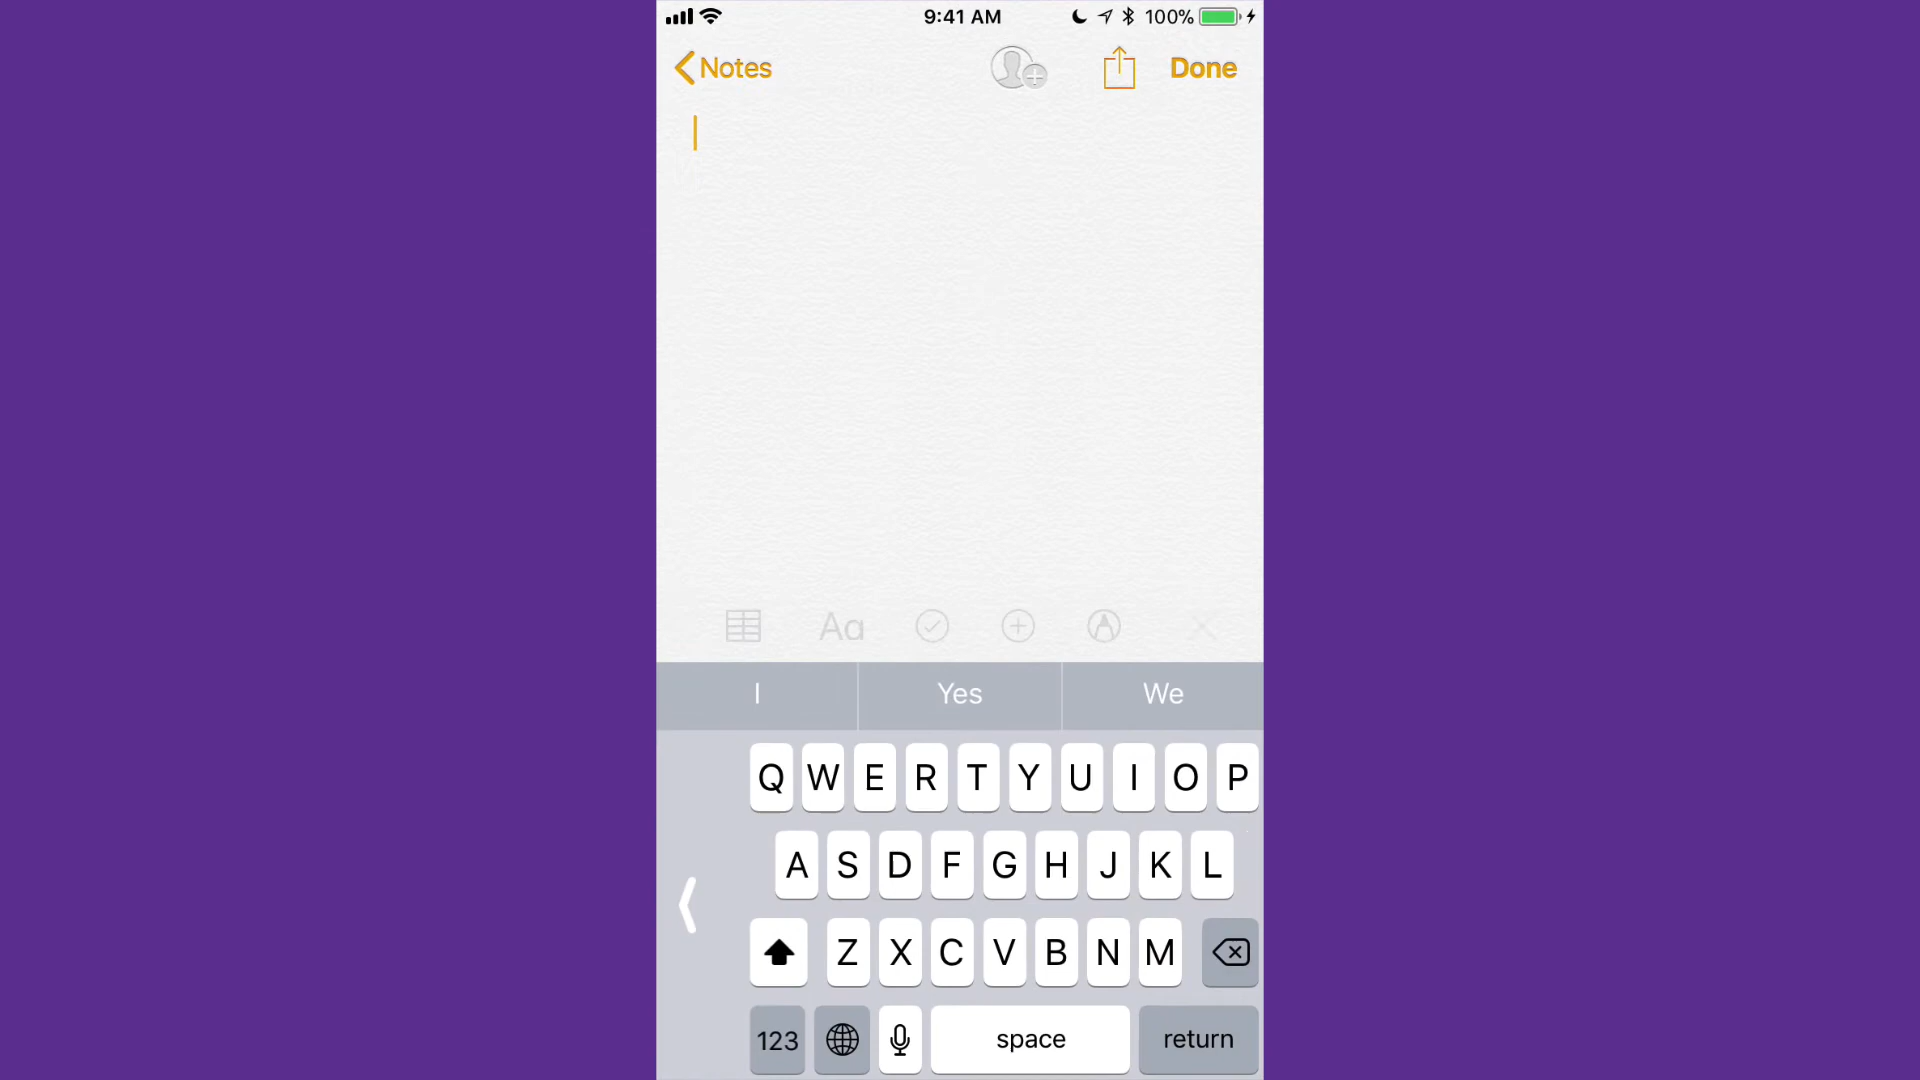 9:41 AM 100%
Notes Done
Aa
I Yes We
Q W E R T Y U I O P
A S D F G H J K L
Z X C V B N M
123 space return